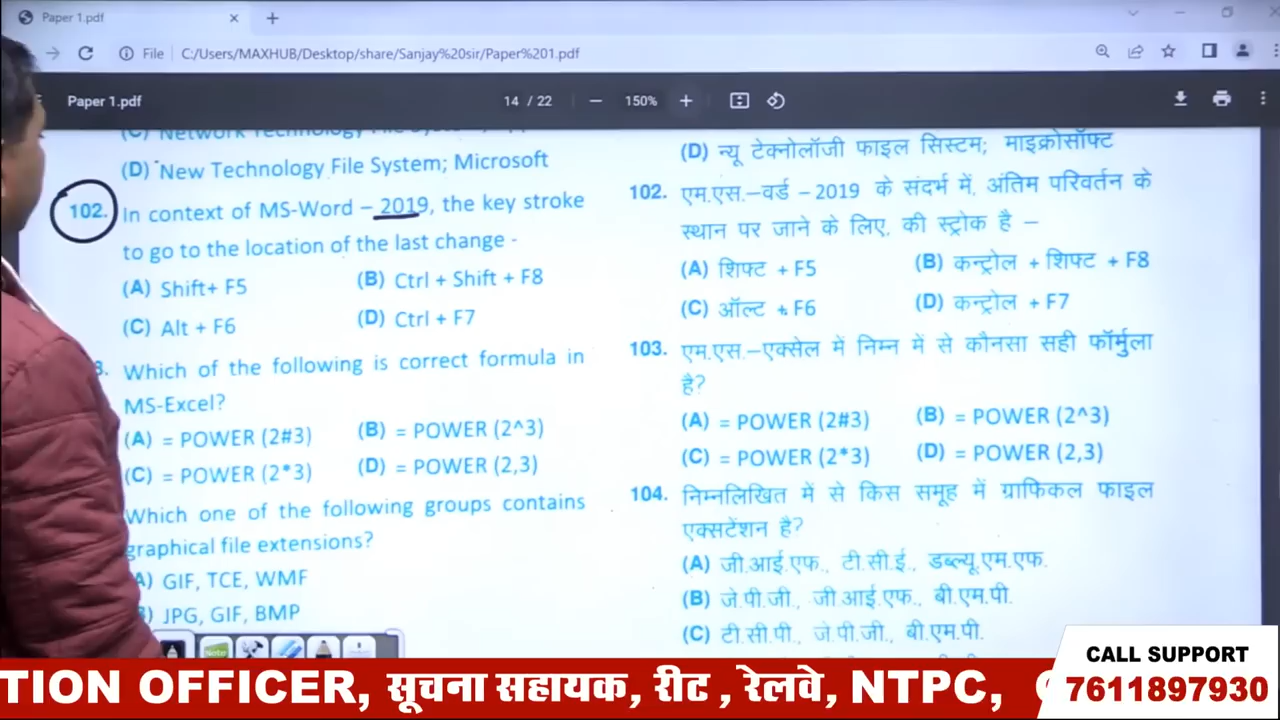 Paper 1.pdf
File C:/Users/MAXHUB/Desktop/share/Sanjay%20sir/Paper%201.pdf
Paper 1.pdf 14 / 22 150%
(D) New Technology File System; Microsoft
102. In context of MS-Word – 2019, the key stroke
to go to the location of the last change -
(A) Shift+ F5 (B) Ctrl + Shift + F8
(C) Alt + F6 (D) Ctrl + F7
3. Which of the following is correct formula in
MS-Excel?
(A) = POWER (2#3) (B) = POWER (2^3)
(C) = POWER (2*3) (D) = POWER (2,3)
Which one of the following groups contains
graphical file extensions?
A) GIF, TCE, WMF
) JPG, GIF, BMP
(D) न्यू टेक्नोलॉजी फाइल सिस्टम; माइक्रोसॉफ्ट
102. एम.एस.–वर्ड – 2019 के संदर्भ में, अंतिम परिवर्तन के
स्थान पर जाने के लिए, की स्ट्रोक है –
(A) शिफ्ट + F5 (B) कन्ट्रोल + शिफ्ट + F8
(C) ऑल्ट + F6 (D) कन्ट्रोल + F7
103. एम.एस.–एक्सेल में निम्न में से कौनसा सही फॉर्मुला
है?
(A) = POWER (2#3) (B) = POWER (2^3)
(C) = POWER (2*3) (D) = POWER (2,3)
104. निम्नलिखित में से किस समूह में ग्राफिकल फाइल
एक्सटेंशन है?
(A) जी.आई.एफ., टी.सी.ई., डब्ल्यू.एम.एफ.
(B) जे.पी.जी., जी आई.एफ., बी.एम.पी.
(C) टी.सी.पी., जे.पी.जी., बी.एम.पी.
TION OFFICER, सूचना सहायक, रीट , रेलवे, NTPC,
CALL SUPPORT
7611897930